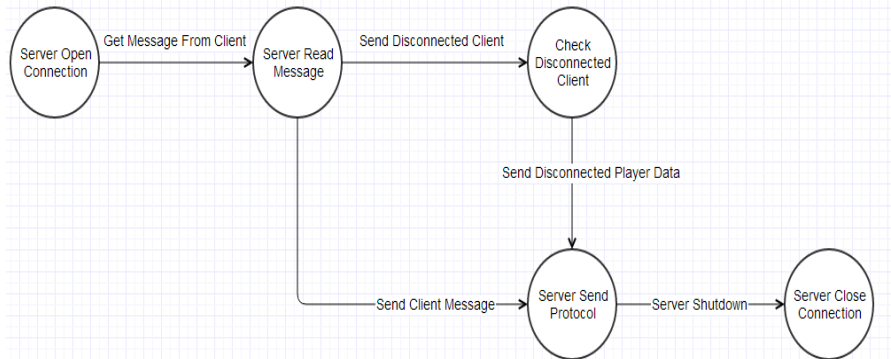 Server Open
Connection
Get Message From Client
Server Read
Message
Send Disconnected Client
Check
Disconnected
Client
Send Disconnected Player Data
Send Client Message
Server Send
Protocol
Server Shutdown
Server Close
Connection